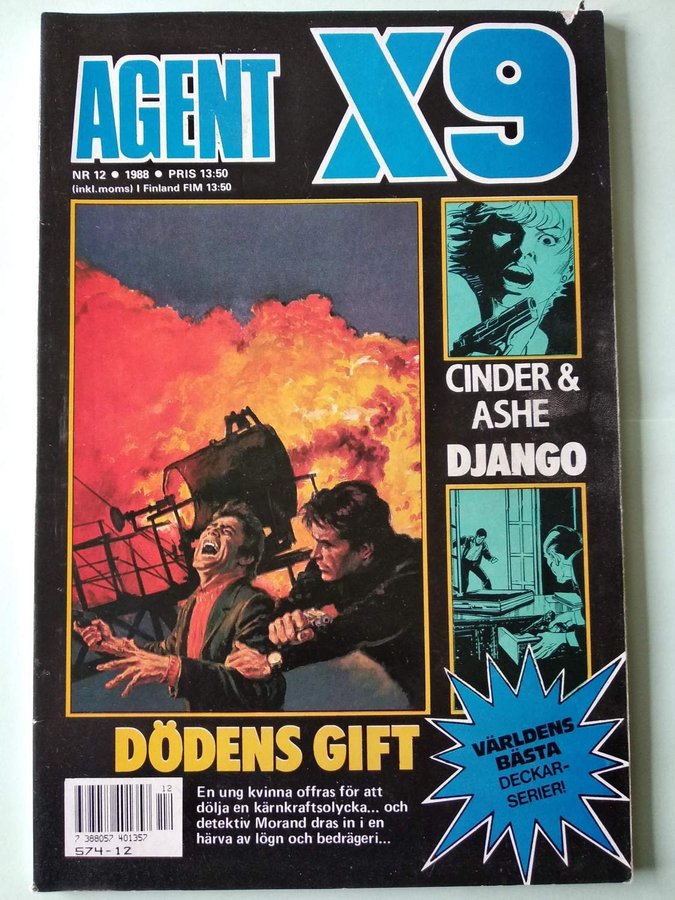 AGENT X9
NR 12 • 1988 • PRIS 13:50
(inkl.moms) I Finland FIM 13:50
CINDER &
ASHE
DJANGO
DÖDENS GIFT
VÄRLDENS
BÄSTA
DECKAR-
SERIER!
En ung kvinna offras för att
dölja en kärnkraftsolycka... och
detektiv Morand dras in i en
härva av lögn och bedrägeri...
12
7 388057 401357
574-12